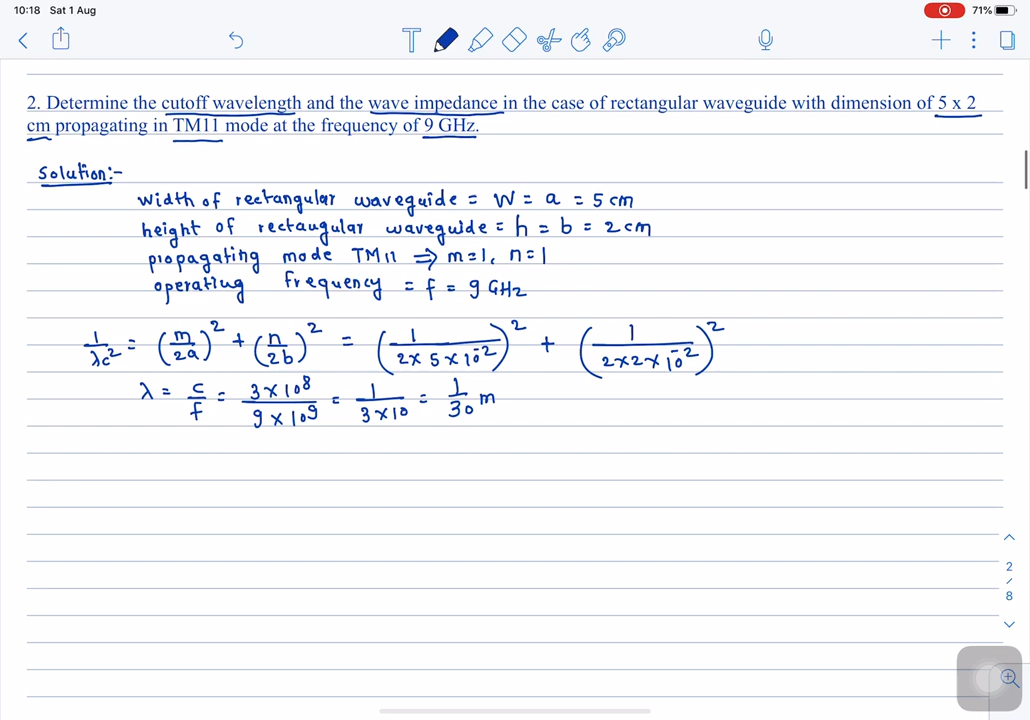 10:18 Sat 1 Aug
71%
2. Determine the cutoff wavelength and the wave impedance in the case of rectangular waveguide with dimension of 5 x 2
cm propagating in TM11 mode at the frequency of 9 GHz.
Solution:-
width of rectangular waveguide = W = a = 5 cm
height of rectangular waveguide = h = b = 2 cm
propagating mode TM11 ⇒ m=1, n=1
operating frequency = f = 9 GHz
1/λc² = (m/2a)² + (n/2b)² = (1/(2×5×10⁻²))² + (1/(2×2×10⁻²))²
λ = c/f = (3×10⁸)/(9×10⁹) = 1/(3×10) = 1/30 m
2
/
8